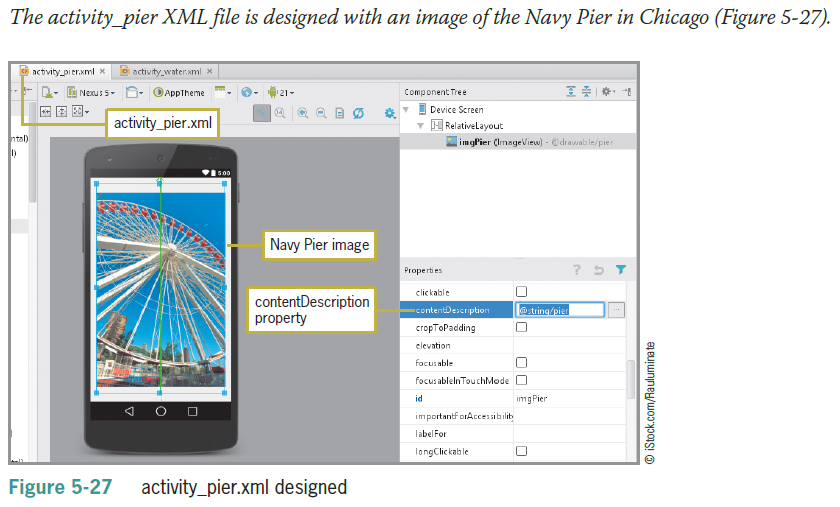 The activity_pier XML file is designed with an image of the Navy Pier in Chicago (Figure 5-27).
activity_pier.xml × activity_water.xml ×
Nexus 5 AppTheme 21
activity_pier.xml
ntal)
l)
5:00
Navy Pier image
contentDescription
property
Component Tree
Device Screen
RelativeLayout
imgPier (ImageView) - @drawable/pier
Properties
?
clickable
contentDescription @string/pier ...
cropToPadding
elevation
focusable
focusableInTouchMode
id imgPier
importantForAccessibility
labelFor
longClickable
© iStock.com/Rauluminate
Figure 5-27 activity_pier.xml designed